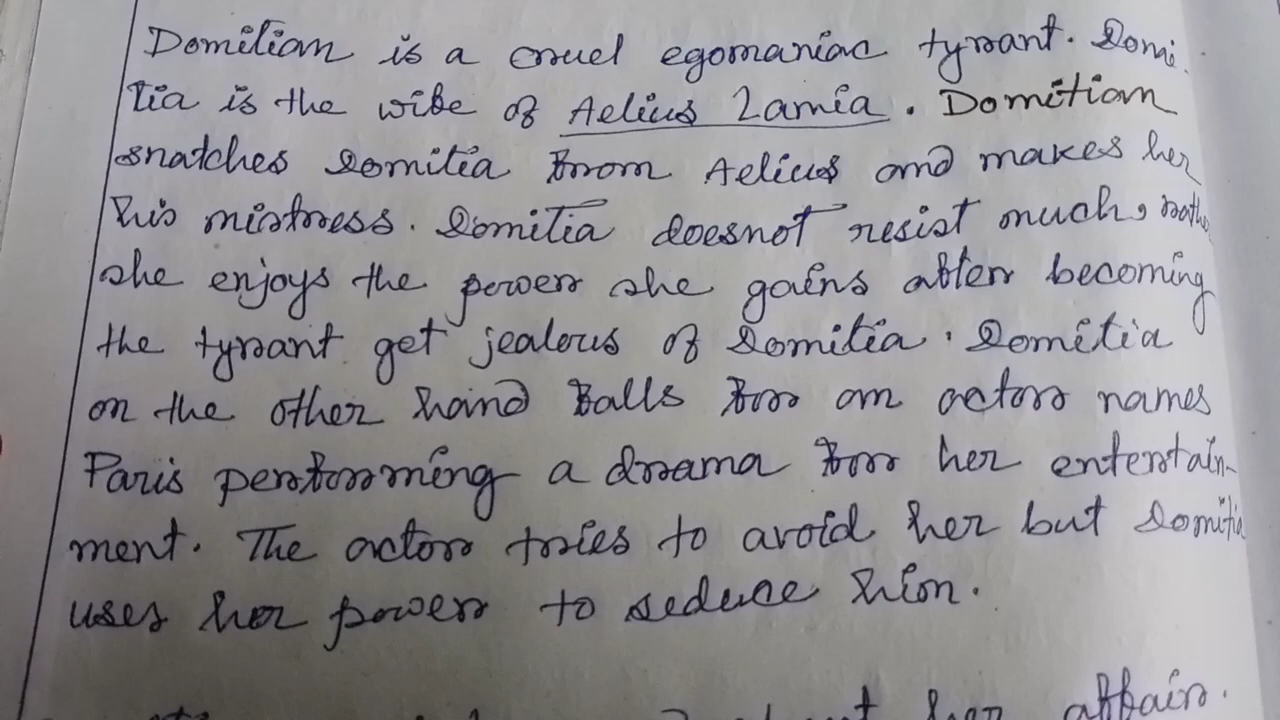 Domitian is a cruel egomaniac tyrant. Domi
tia is the wife of Aelius Lamia. Domitian
snatches Domitia from Aelius and makes her
his mistress. Domitia doesnot resist much, rathe
she enjoys the power she gains after becoming
the tyrant get jealous of Domitia. Domitia
on the other hand falls for an actor names
Paris performing a drama for her entertain-
ment. The actor tries to avoid her but Domitia
uses her power to seduce him.
her affair.